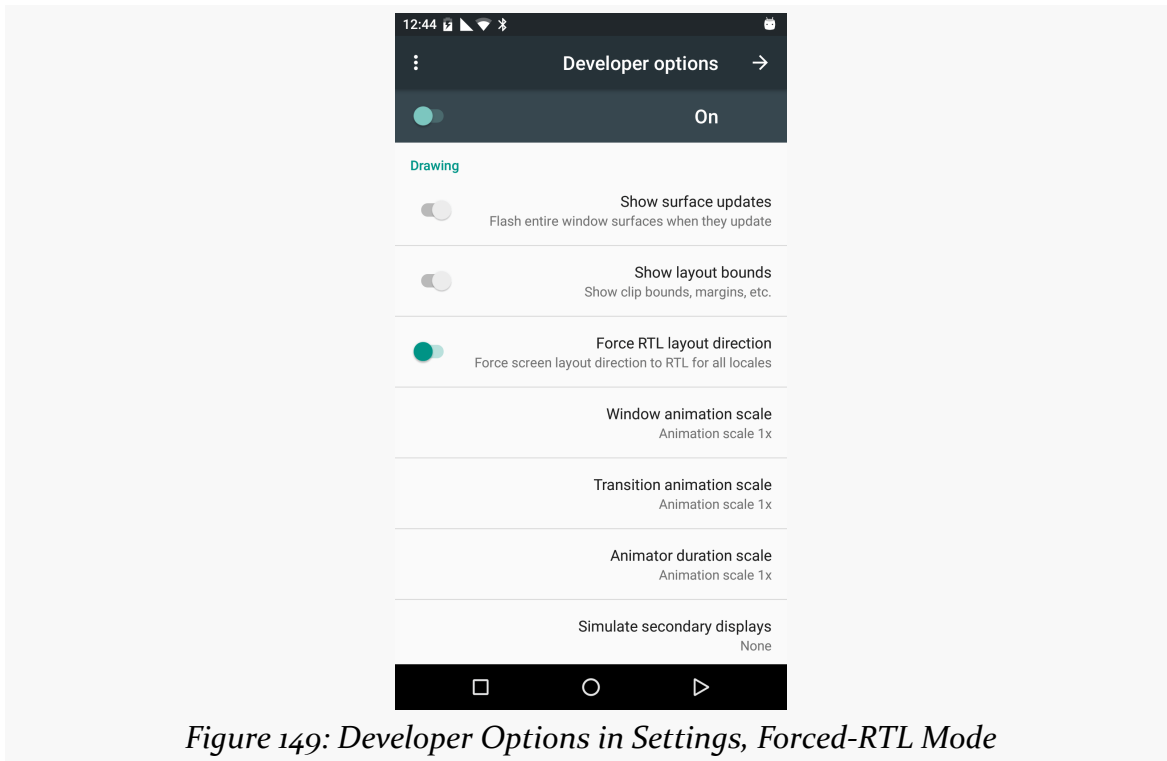 12:44
Developer options
On
Drawing
Show surface updates
Flash entire window surfaces when they update
Show layout bounds
Show clip bounds, margins, etc.
Force RTL layout direction
Force screen layout direction to RTL for all locales
Window animation scale
Animation scale 1x
Transition animation scale
Animation scale 1x
Animator duration scale
Animation scale 1x
Simulate secondary displays
None
Figure 149: Developer Options in Settings, Forced-RTL Mode